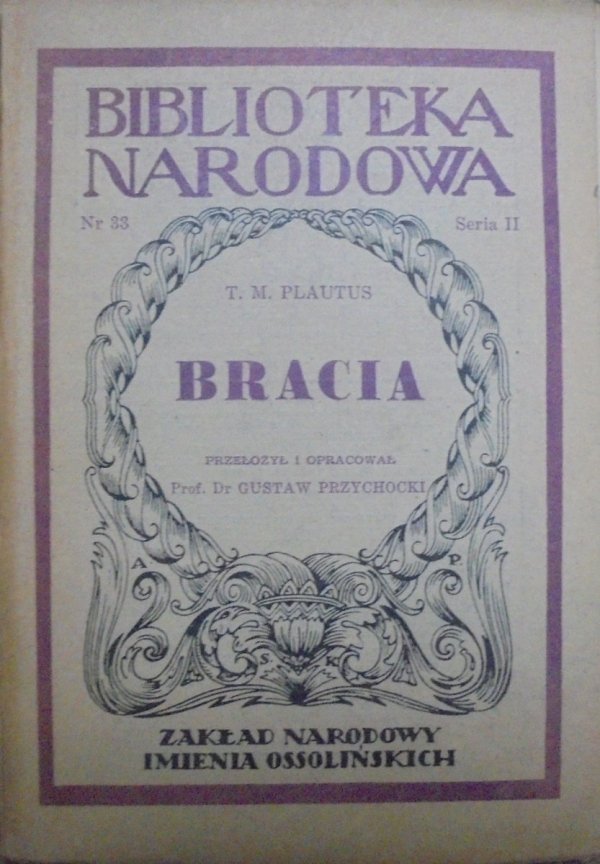 BIBLIOTEKA
NARODOWA
Nr 33 Seria II
T. M. PLAUTUS
BRACIA
PRZEŁOŻYŁ I OPRACOWAŁ
Prof. Dr GUSTAW PRZYCHOCKI
A. P.
S. K.
ZAKŁAD NARODOWY
IMIENIA OSSOLIŃSKICH